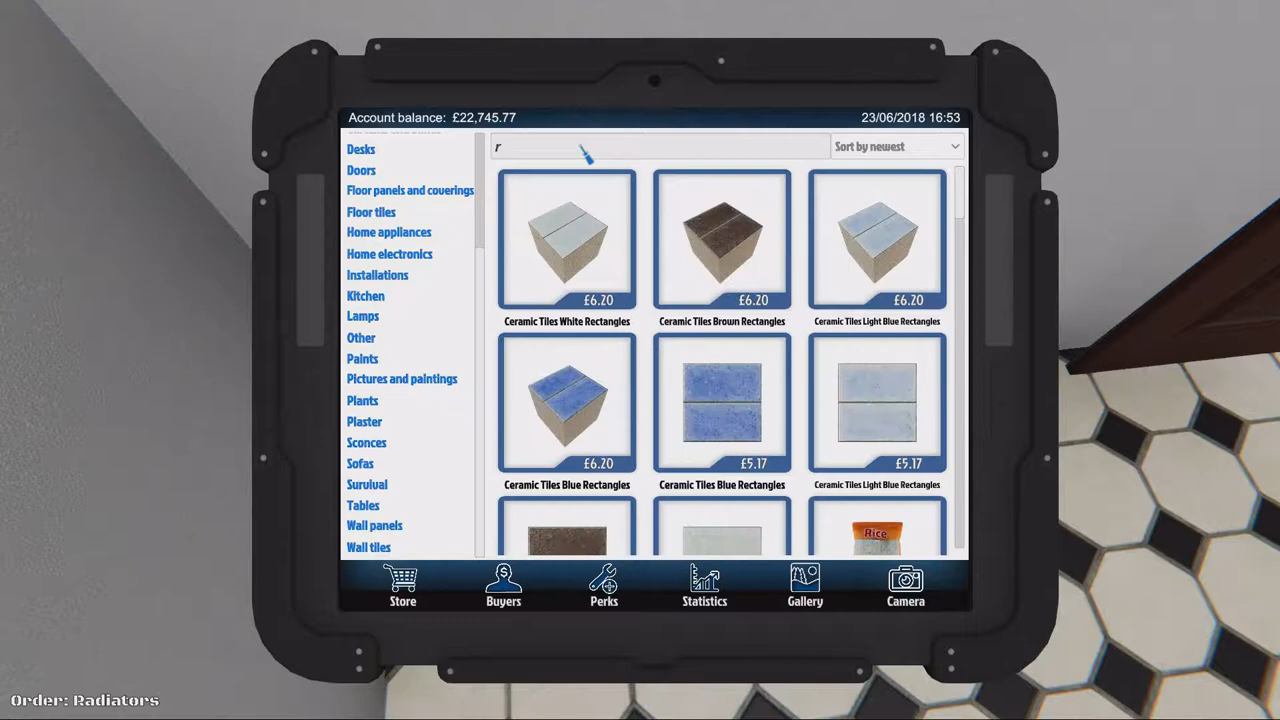 Account balance: £22,745.77
23/06/2018 16:53
Desks
Doors
Floor panels and coverings
Floor tiles
Home appliances
Home electronics
Installations
Kitchen
Lamps
Other
Paints
Pictures and paintings
Plants
Plaster
Sconces
Sofas
Survival
Tables
Wall panels
Wall tiles
r
Sort by newest
£6.20
£6.20
£6.20
Ceramic Tiles White Rectangles
Ceramic Tiles Brown Rectangles
Ceramic Tiles Light Blue Rectangles
£6.20
£5.17
£5.17
Ceramic Tiles Blue Rectangles
Ceramic Tiles Blue Rectangles
Ceramic Tiles Light Blue Rectangles
Rice
Store
Buyers
Perks
Statistics
Gallery
Camera
Order: Radiators